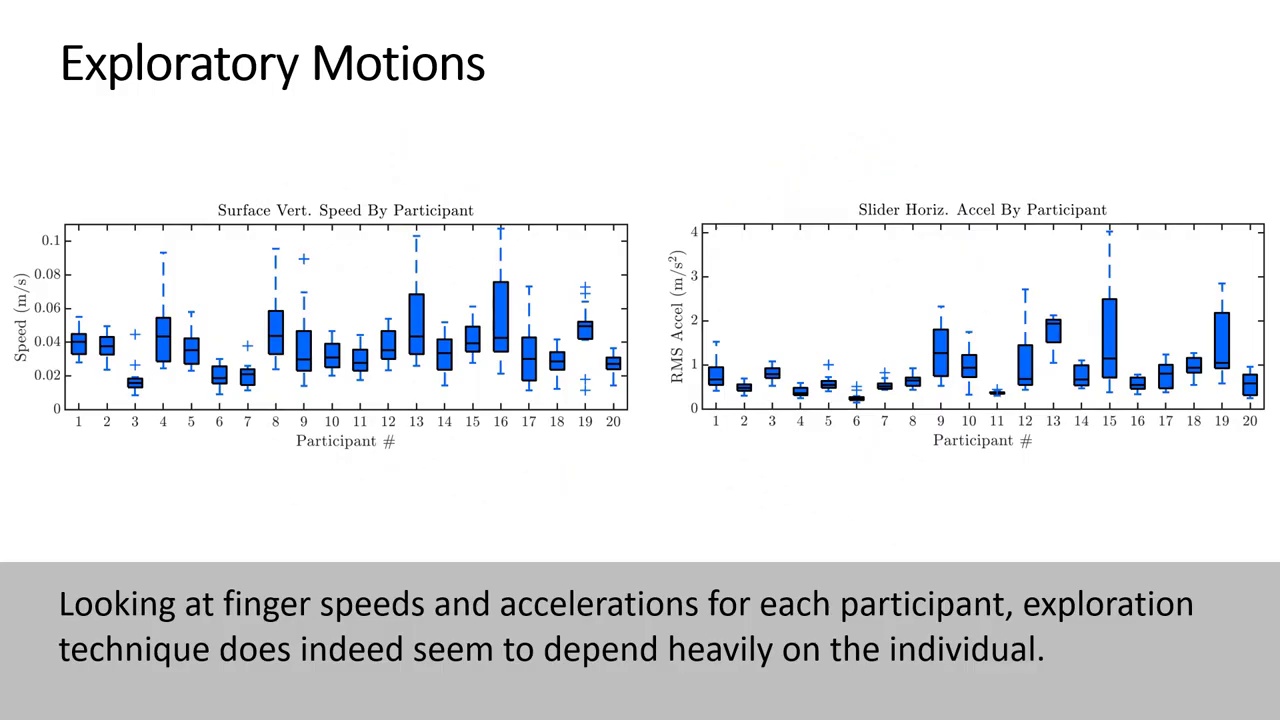 Exploratory Motions
Surface Vert. Speed By Participant
Speed (m/s)
0.1
0.08
0.06
0.04
0.02
0
1 2 3 4 5 6 7 8 9 10 11 12 13 14 15 16 17 18 19 20
Participant #
Slider Horiz. Accel By Participant
RMS Accel (m/s²)
4
3
2
1
0
1 2 3 4 5 6 7 8 9 10 11 12 13 14 15 16 17 18 19 20
Participant #
Looking at finger speeds and accelerations for each participant, exploration
technique does indeed seem to depend heavily on the individual.